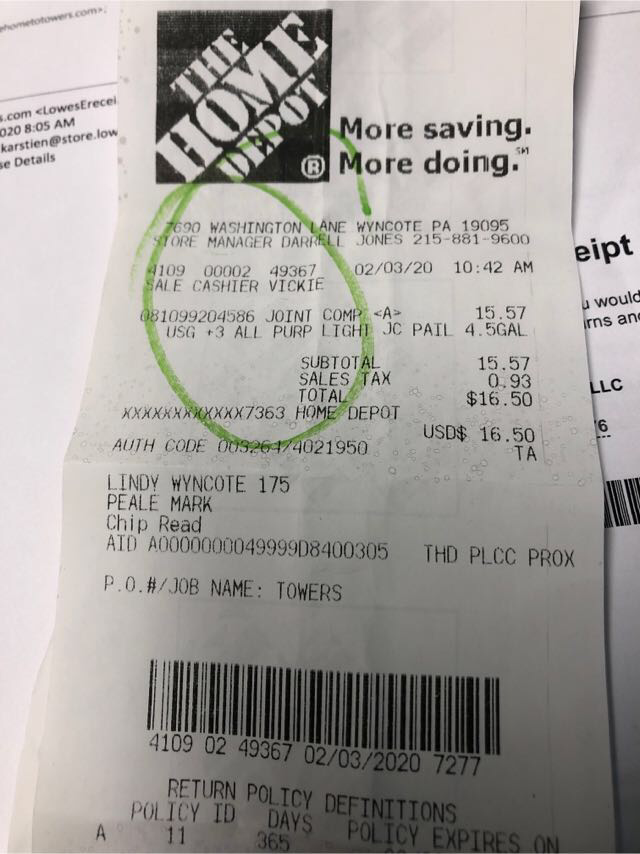 ehometotowers.com>;
s.com <LowesErecei
020 8:05 AM
karstien@store.low
se Details
THE
HOME
DEPOT
®
More saving.
More doing.℠
7690 WASHINGTON LANE WYNCOTE PA 19095
STORE MANAGER DARRELL JONES 215-881-9600
4109 00002 49367 02/03/20 10:42 AM
SALE CASHIER VICKIE
081099204586 JOINT COMP <A> 15.57
USG +3 ALL PURP LIGHT JC PAIL 4.5GAL
SUBTOTAL 15.57
SALES TAX 0.93
TOTAL $16.50
XXXXXXXXXXXX7363 HOME DEPOT
USD$ 16.50
AUTH CODE 003264/4021950 TA
LINDY WYNCOTE 175
PEALE MARK
Chip Read
AID A0000000049999D8400305 THD PLCC PROX
P.O.#/JOB NAME: TOWERS
4109 02 49367 02/03/2020 7277
RETURN POLICY DEFINITIONS
POLICY ID DAYS POLICY EXPIRES ON
A 11 365
eipt
u would
rns and
LLC
6